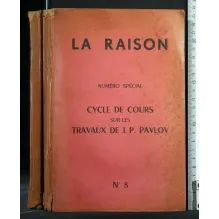 LA RAISON
NUMÉRO SPÉCIAL
CYCLE DE COURS
SUR LES
TRAVAUX DE I. P. PAVLOV
N° 8